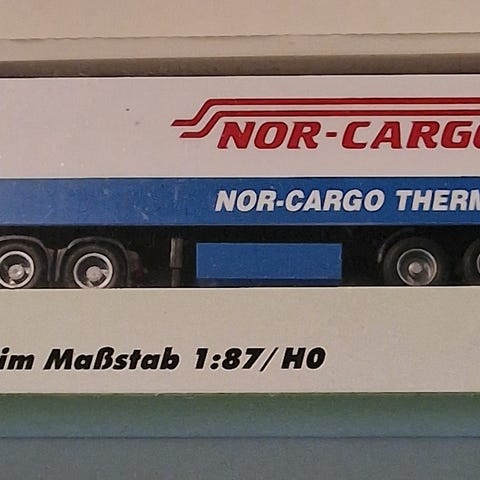 NOR-CARGO
NOR-CARGO THERM
im Maßstab 1:87/H0